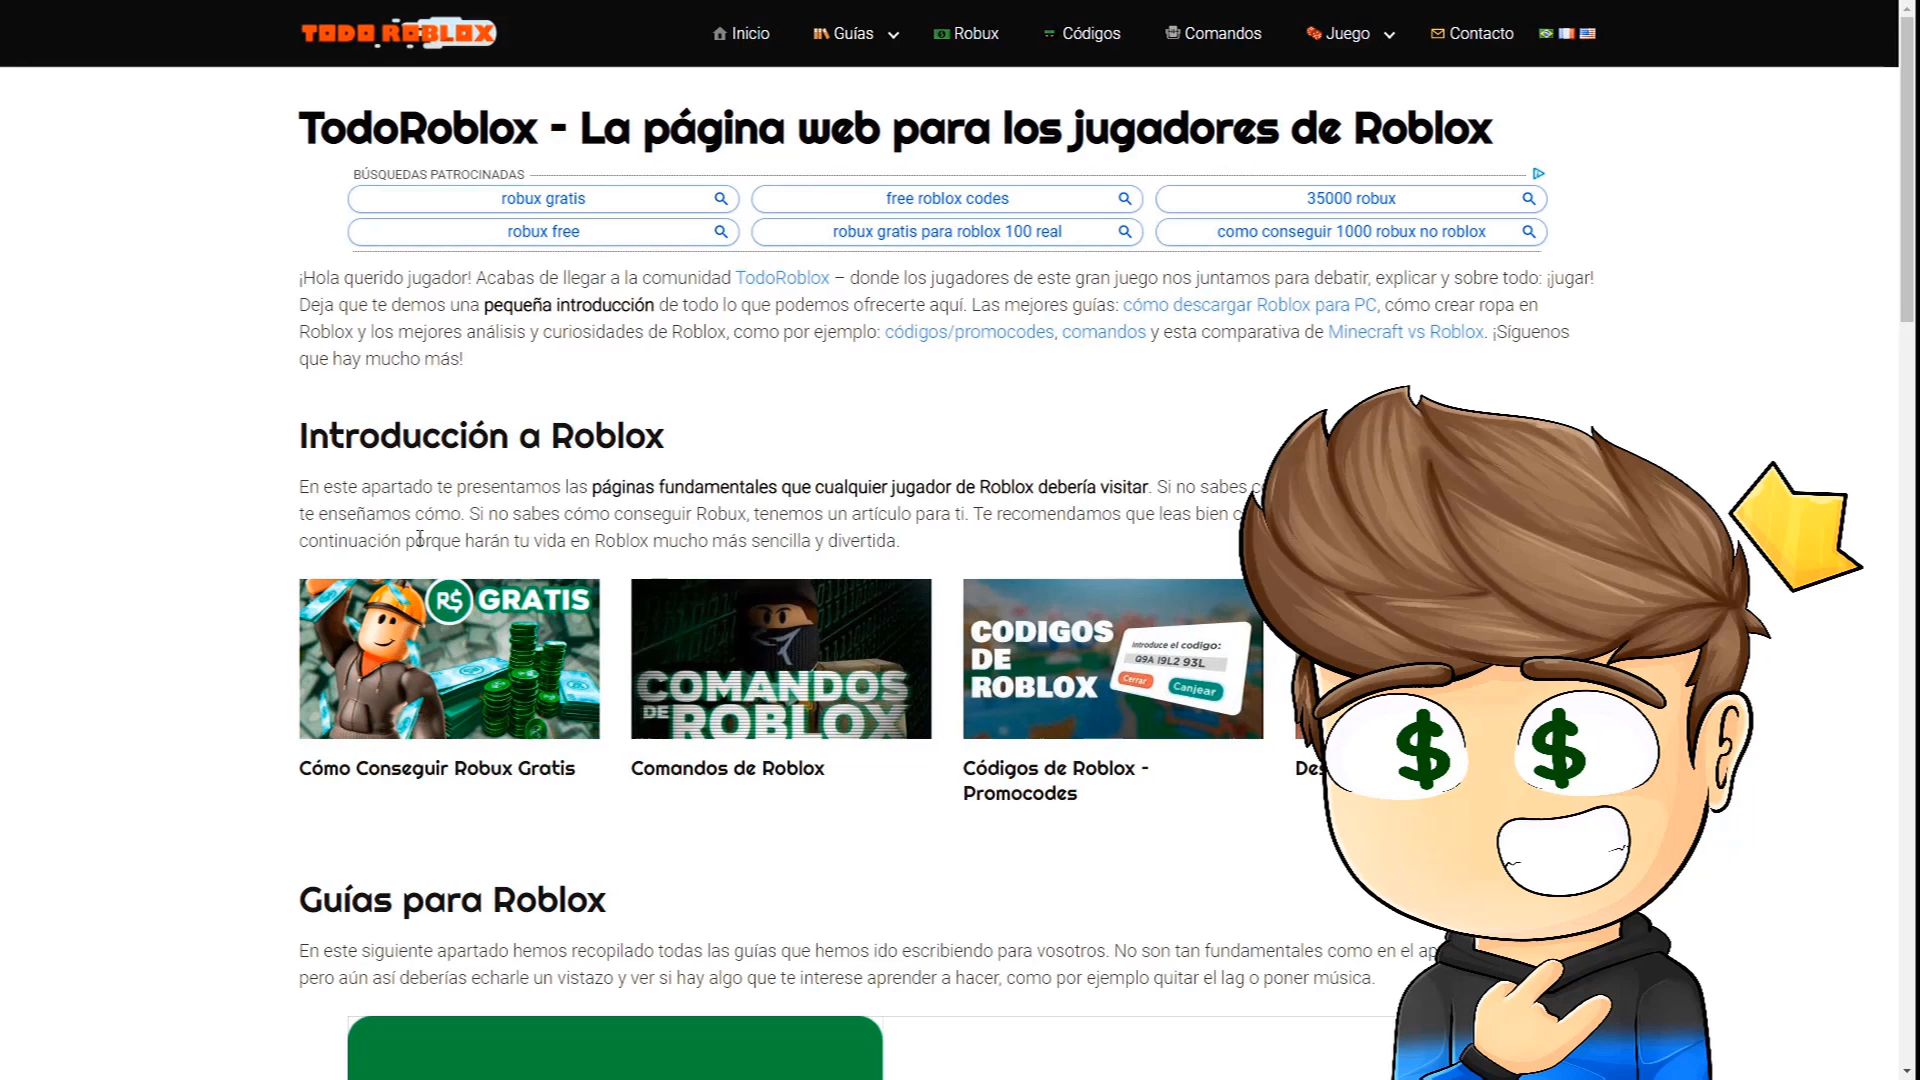 TODO ROBLOX
Inicio
Guías
Robux
Códigos
Comandos
Juego
Contacto
TodoRoblox - La página web para los jugadores de Roblox
BÚSQUEDAS PATROCINADAS
robux gratis
free roblox codes
35000 robux
robux free
robux gratis para roblox 100 real
como conseguir 1000 robux no roblox
¡Hola querido jugador! Acabas de llegar a la comunidad TodoRoblox – donde los jugadores de este gran juego nos juntamos para debatir, explicar y sobre todo: ¡jugar!
Deja que te demos una pequeña introducción de todo lo que podemos ofrecerte aquí. Las mejores guías: cómo descargar Roblox para PC, cómo crear ropa en
Roblox y los mejores análisis y curiosidades de Roblox, como por ejemplo: códigos/promocodes, comandos y esta comparativa de Minecraft vs Roblox. ¡Síguenos
que hay mucho más!
Introducción a Roblox
En este apartado te presentamos las páginas fundamentales que cualquier jugador de Roblox debería visitar. Si no sabes
te enseñamos cómo. Si no sabes cómo conseguir Robux, tenemos un artículo para ti. Te recomendamos que leas bien
continuación porque harán tu vida en Roblox mucho más sencilla y divertida.
R$ GRATIS
COMANDOS
DE ROBLOX
CODIGOS
DE
ROBLOX
Introduce el codigo:
Q9A I9L2 93L
Cerrar
Canjear
Cómo Conseguir Robux Gratis
Comandos de Roblox
Códigos de Roblox -
Promocodes
Des
$ $
Guías para Roblox
En este siguiente apartado hemos recopilado todas las guías que hemos ido escribiendo para vosotros. No son tan fundamentales como en el ap
pero aún así deberías echarle un vistazo y ver si hay algo que te interese aprender a hacer, como por ejemplo quitar el lag o poner música.